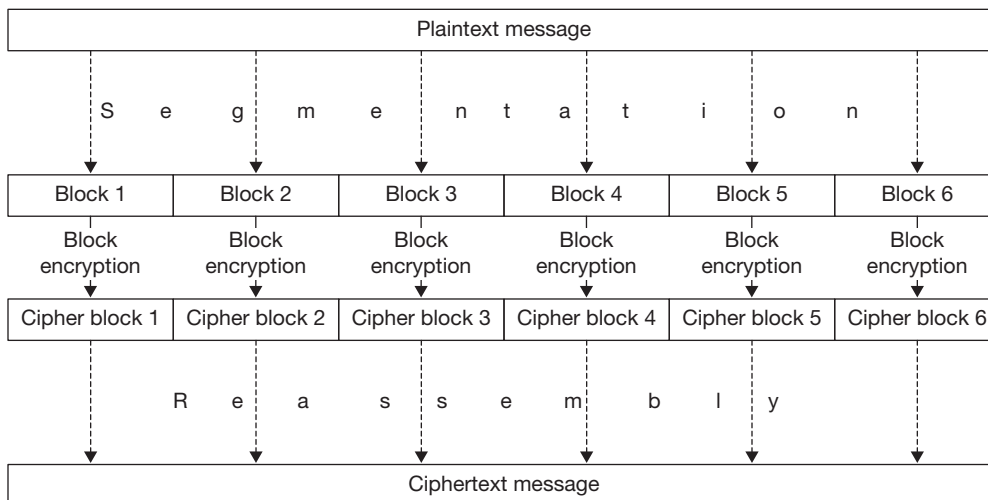 Plaintext message
S e g m e n t a t i o n
Block 1 Block 2 Block 3 Block 4 Block 5 Block 6
Block Block Block Block Block Block
encryption encryption encryption encryption encryption encryption
Cipher block 1 Cipher block 2 Cipher block 3 Cipher block 4 Cipher block 5 Cipher block 6
R e a s s e m b l y
Ciphertext message